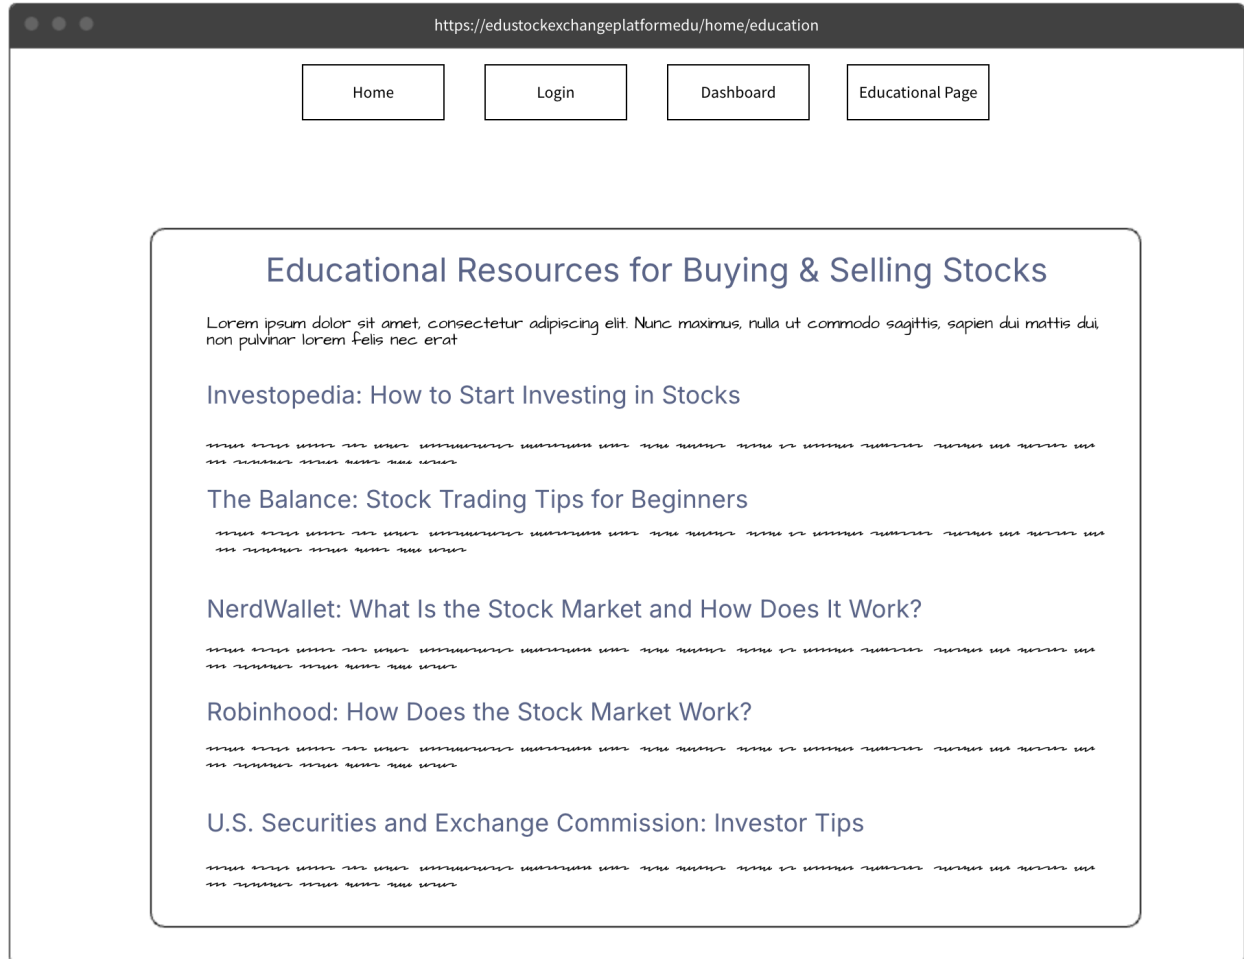 https://edustockexchangeplatformedu/home/education
Home
Login
Dashboard
Educational Page
Educational Resources for Buying & Selling Stocks
Lorem ipsum dolor sit amet, consectetur adipiscing elit. Nunc maximus, nulla ut commodo sagittis, sapien dui mattis dui,
non pulvinar lorem felis nec erat
Investopedia: How to Start Investing in Stocks
The Balance: Stock Trading Tips for Beginners
NerdWallet: What Is the Stock Market and How Does It Work?
Robinhood: How Does the Stock Market Work?
U.S. Securities and Exchange Commission: Investor Tips